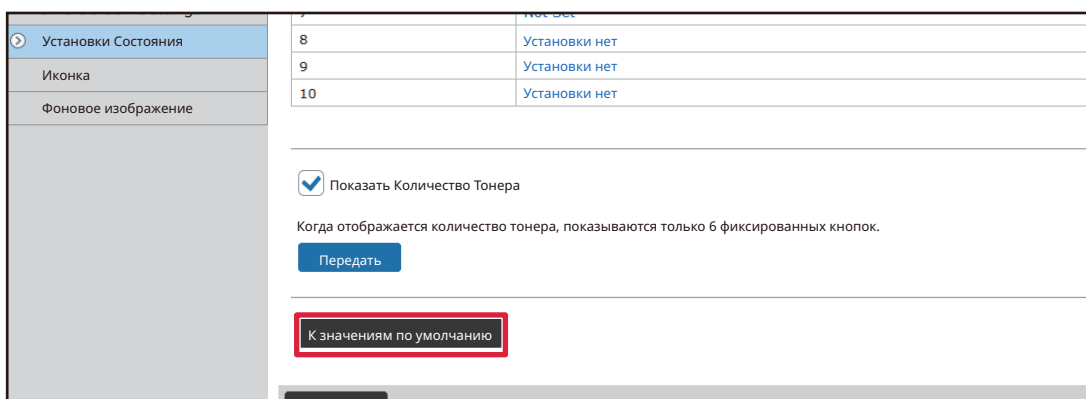 Установки Состояния
Иконка
Фоновое изображение
8 Установки нет
9 Установки нет
10 Установки нет
Показать Количество Тонера
Когда отображается количество тонера, показываются только 6 фиксированных кнопок.
Передать
К значениям по умолчанию